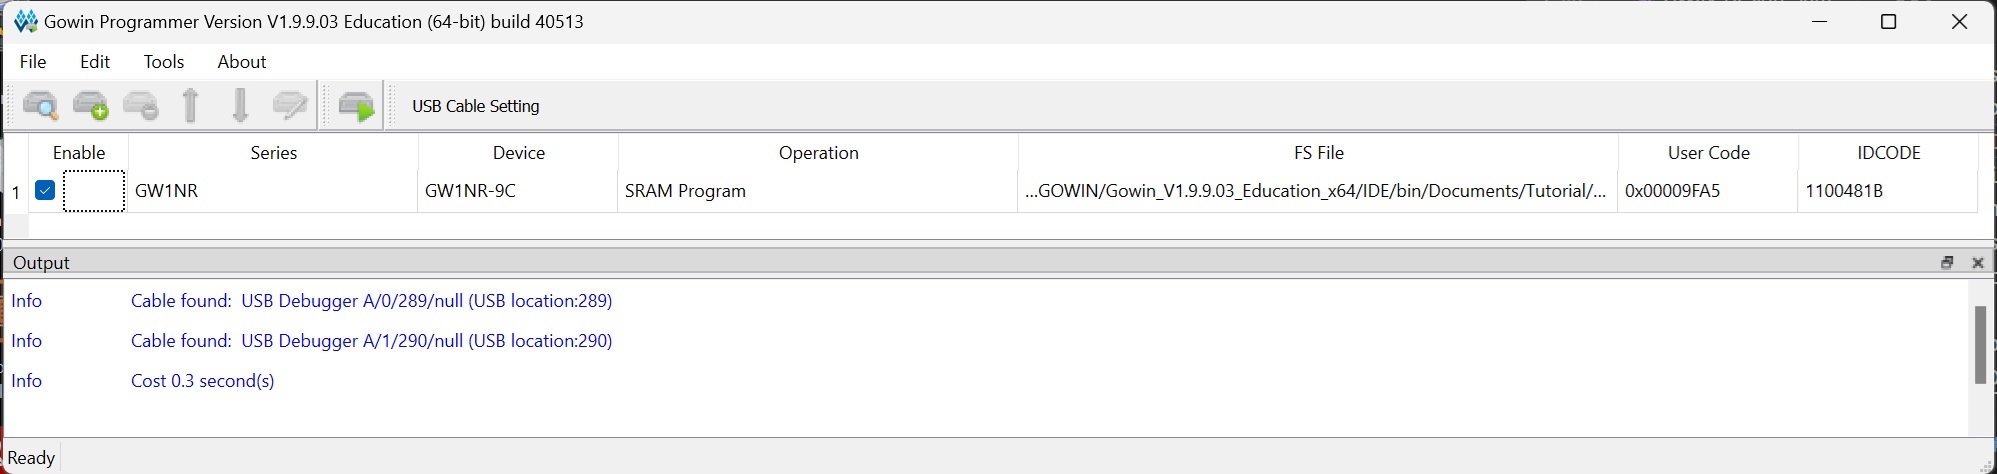 Gowin Programmer Version V1.9.9.03 Education (64-bit) build 40513
File Edit Tools About
USB Cable Setting
Enable Series Device Operation FS File User Code IDCODE
1 GW1NR GW1NR-9C SRAM Program ...GOWIN/Gowin_V1.9.9.03_Education_x64/IDE/bin/Documents/Tutorial/... 0x00009FA5 1100481B
Output
Info Cable found: USB Debugger A/0/289/null (USB location:289)
Info Cable found: USB Debugger A/1/290/null (USB location:290)
Info Cost 0.3 second(s)
Ready